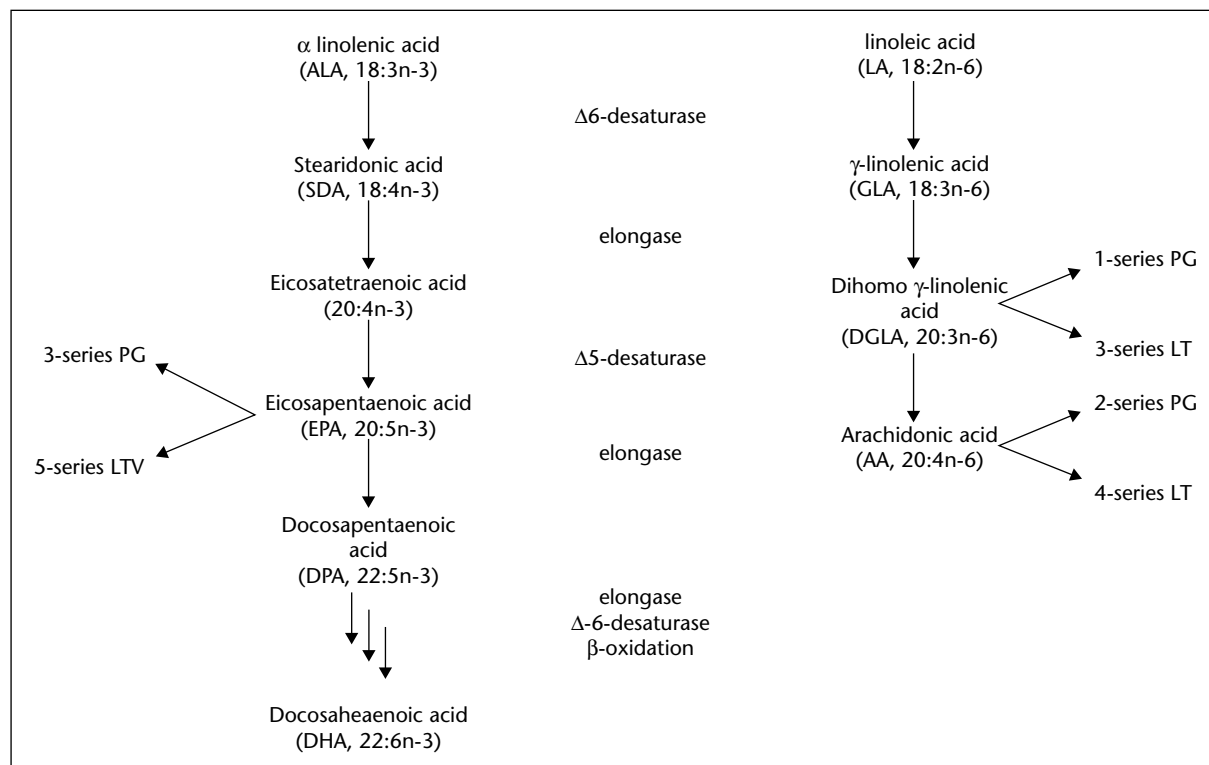 α linolenic acid
(ALA, 18:3n-3)
linoleic acid
(LA, 18:2n-6)
Δ6-desaturase
Stearidonic acid
(SDA, 18:4n-3)
γ-linolenic acid
(GLA, 18:3n-6)
elongase
Eicosatetraenoic acid
(20:4n-3)
Dihomo γ-linolenic
acid
(DGLA, 20:3n-6)
1-series PG
3-series LT
Δ5-desaturase
3-series PG
5-series LTV
Eicosapentaenoic acid
(EPA, 20:5n-3)
elongase
Arachidonic acid
(AA, 20:4n-6)
2-series PG
4-series LT
Docosapentaenoic
acid
(DPA, 22:5n-3)
elongase
Δ-6-desaturase
β-oxidation
Docosaheaenoic acid
(DHA, 22:6n-3)